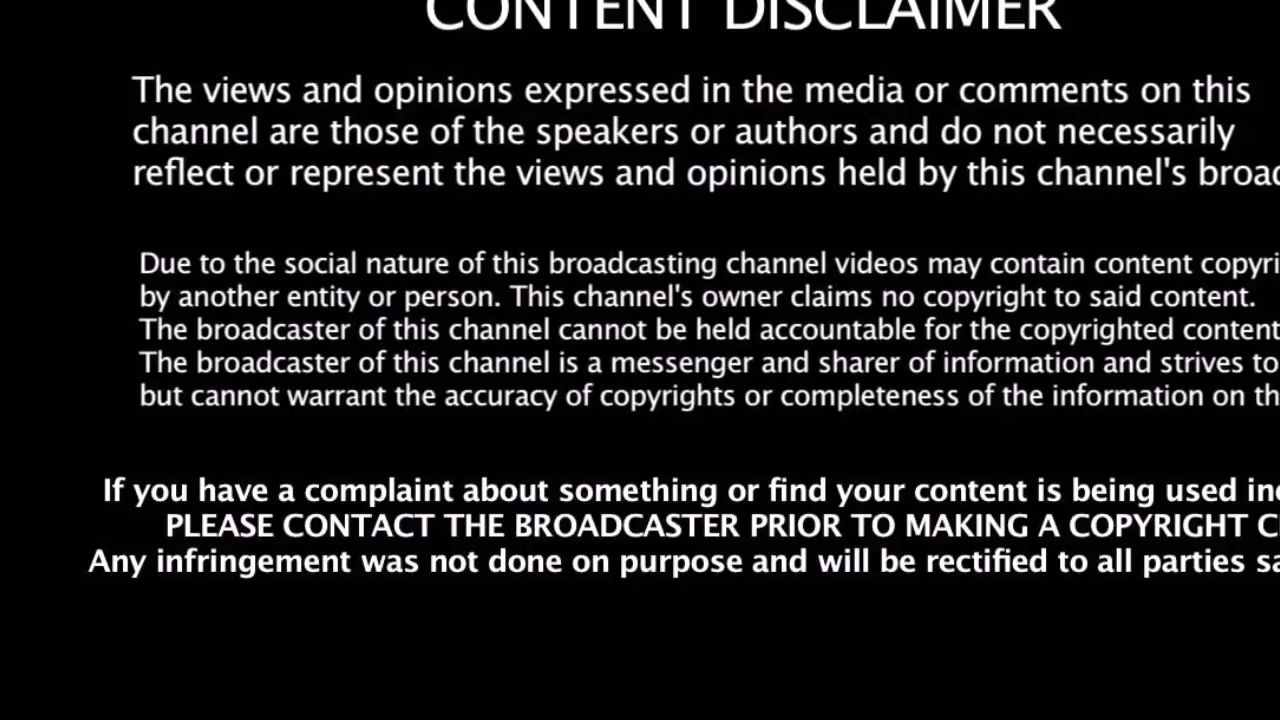 CONTENT DISCLAIMER
The views and opinions expressed in the media or comments on this
channel are those of the speakers or authors and do not necessarily
reflect or represent the views and opinions held by this channel's broad
Due to the social nature of this broadcasting channel videos may contain content copyri
by another entity or person. This channel's owner claims no copyright to said content.
The broadcaster of this channel cannot be held accountable for the copyrighted content
The broadcaster of this channel is a messenger and sharer of information and strives to
but cannot warrant the accuracy of copyrights or completeness of the information on th
If you have a complaint about something or find your content is being used inc
PLEASE CONTACT THE BROADCASTER PRIOR TO MAKING A COPYRIGHT C
Any infringement was not done on purpose and will be rectified to all parties sa